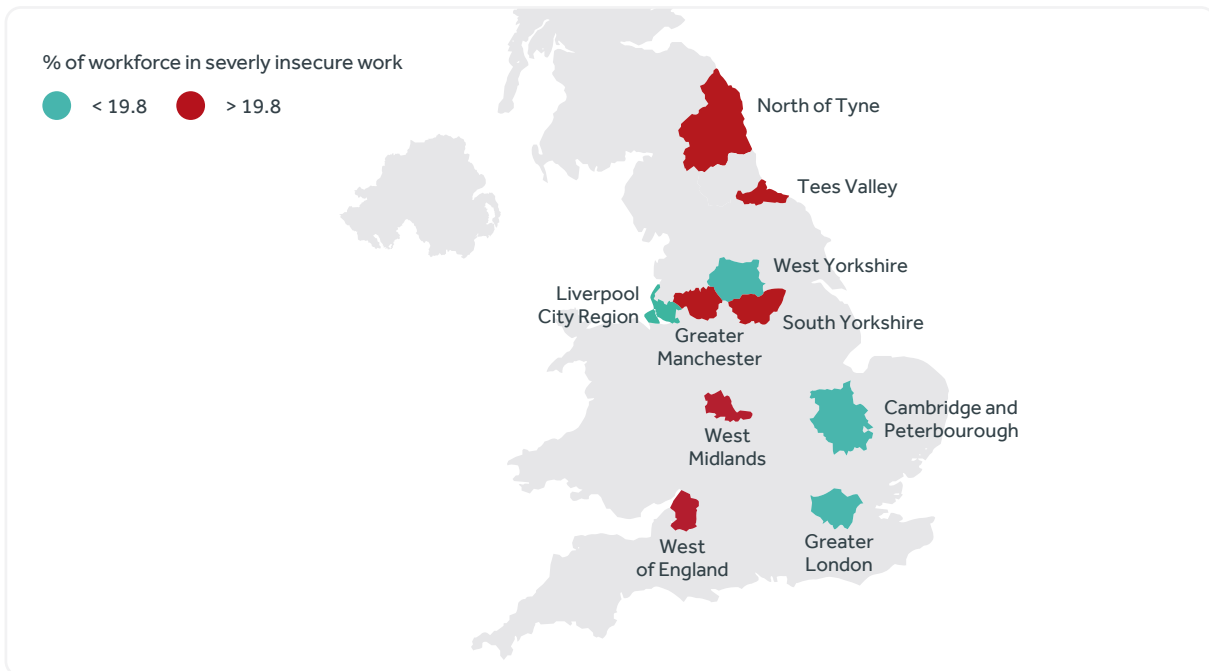 % of workforce in severly insecure work
< 19.8
> 19.8
North of Tyne
Tees Valley
West Yorkshire
Liverpool
City Region
South Yorkshire
Greater
Manchester
Cambridge and
Peterbourough
West
Midlands
West
of England
Greater
London